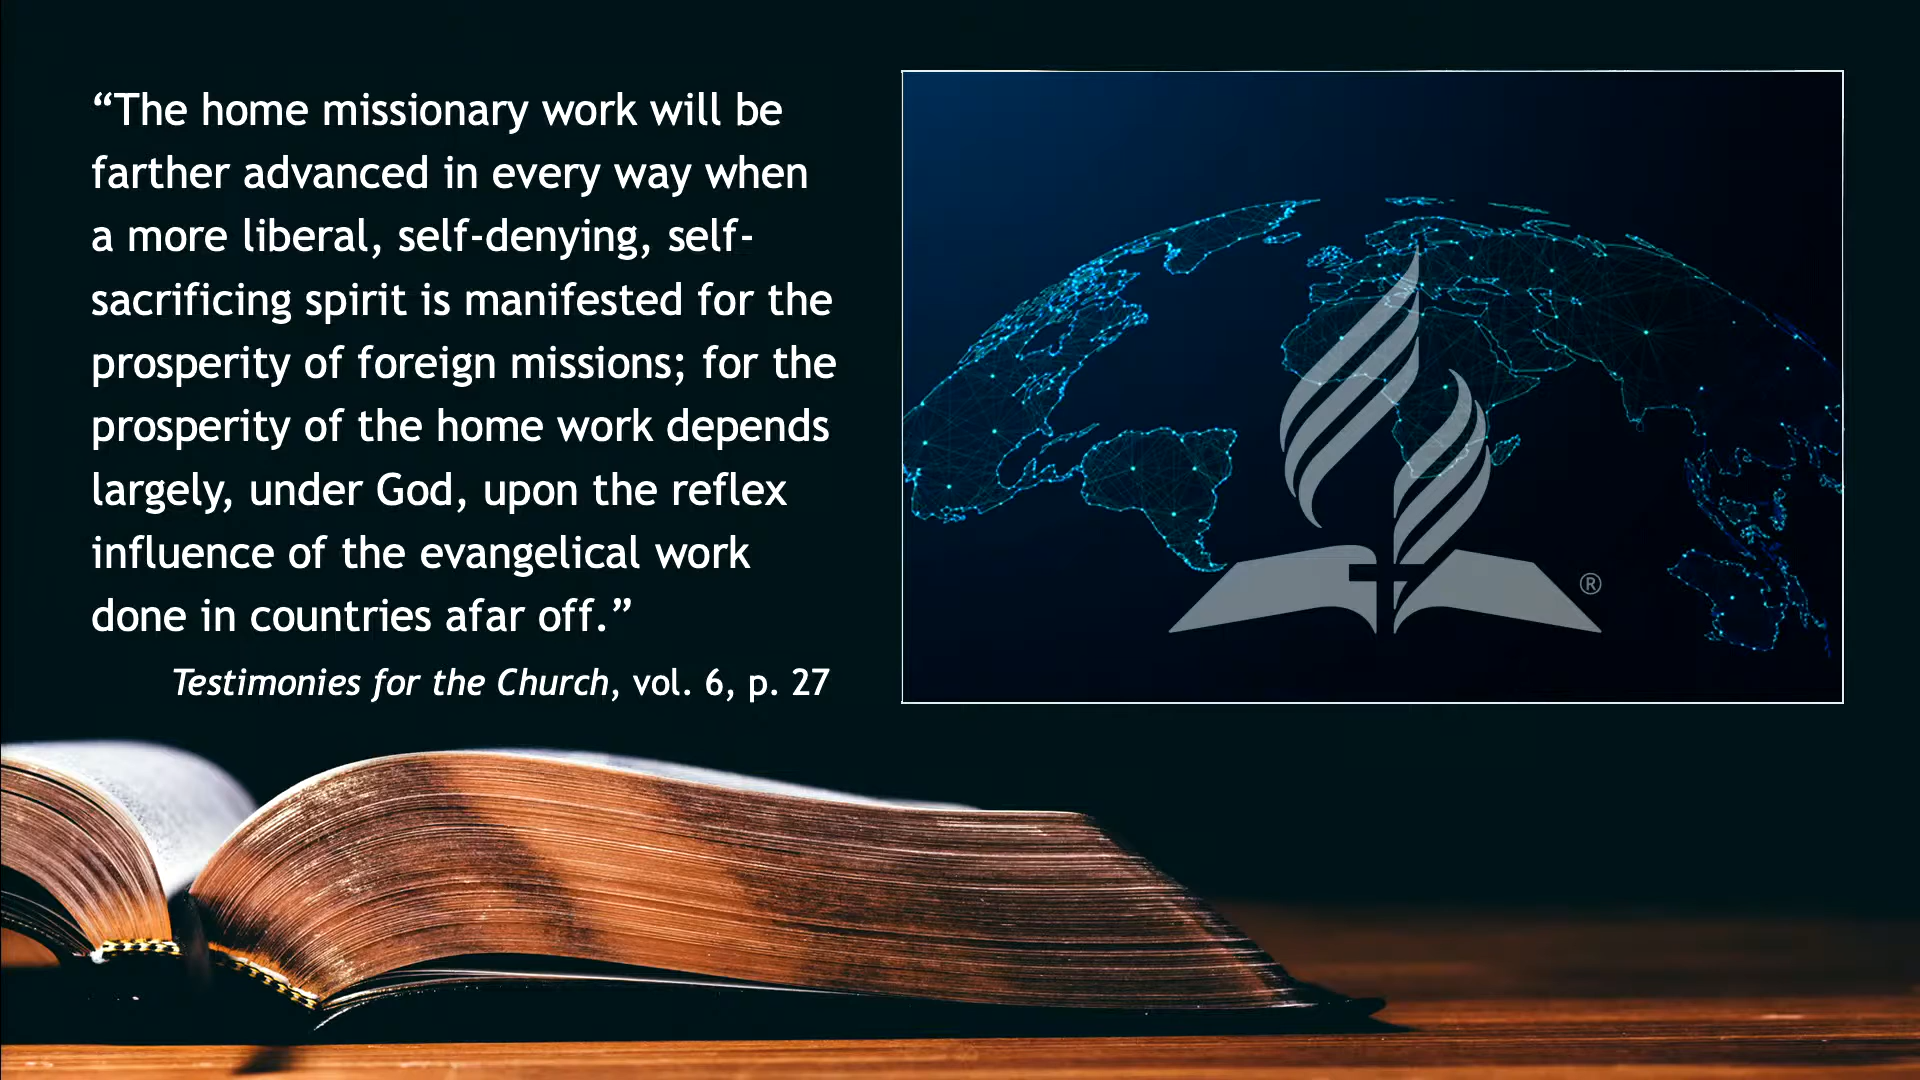 “The home missionary work will be
farther advanced in every way when
a more liberal, self-denying, self-
sacrificing spirit is manifested for the
prosperity of foreign missions; for the
prosperity of the home work depends
largely, under God, upon the reflex
influence of the evangelical work
done in countries afar off.”
Testimonies for the Church, vol. 6, p. 27
®